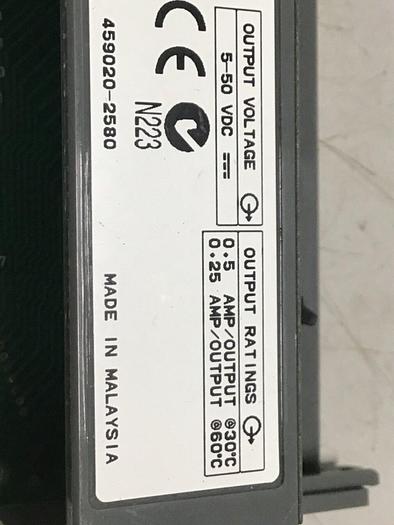 OUTPUT VOLTAGE
5-50 VDC
OUTPUT RATINGS
0.5 AMP/OUTPUT @30°C
0.25 AMP/OUTPUT @60°C
CE
N223
459020-2580
MADE IN MALAYSIA